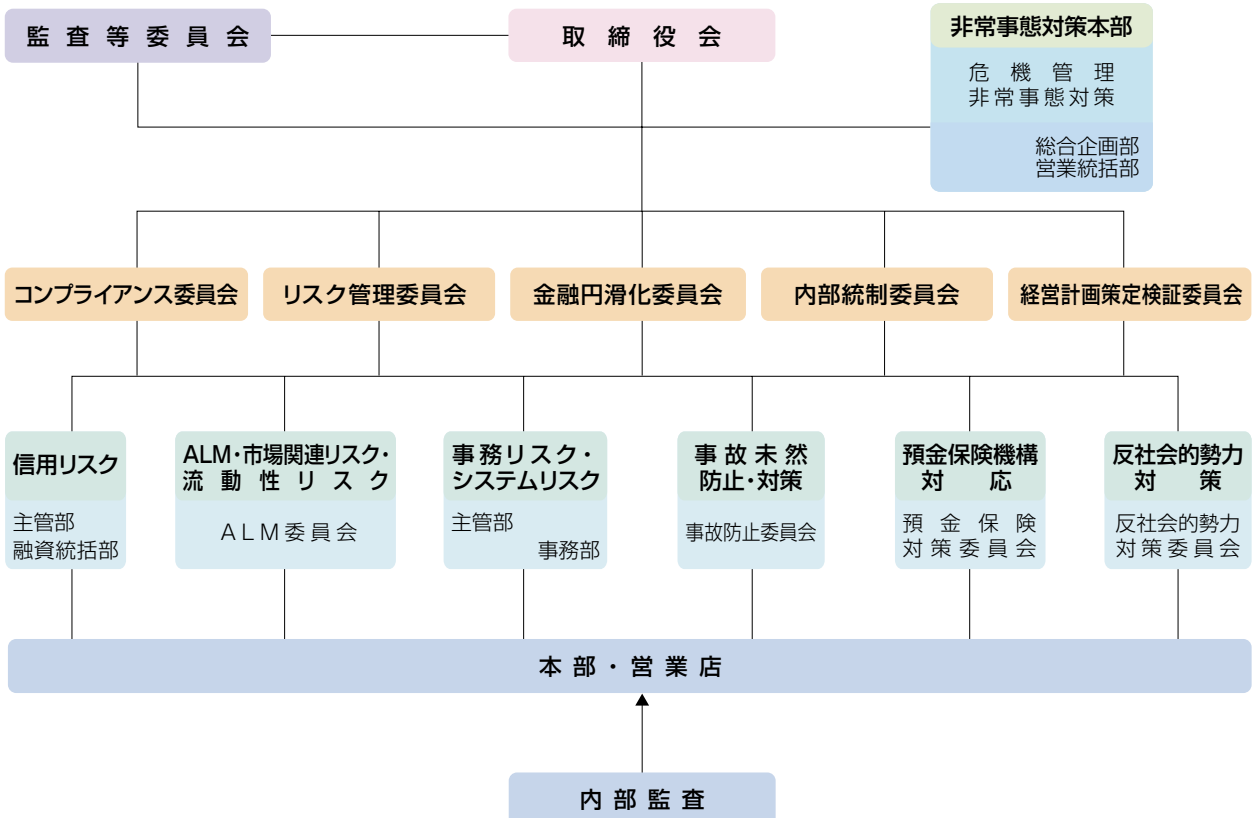 監査等委員会
取締役会
非常事態対策本部
危機管理
非常事態対策
総合企画部
営業統括部
コンプライアンス委員会
リスク管理委員会
金融円滑化委員会
内部統制委員会
経営計画策定検証委員会
信用リスク
主管部
融資統括部
ALM・市場関連リスク・
流動性リスク
ALM委員会
事務リスク・
システムリスク
主管部
事務部
事故未然
防止・対策
事故防止委員会
預金保険機構
対応
預金保険
対策委員会
反社会的勢力
対策
反社会的勢力
対策委員会
本部・営業店
内部監査